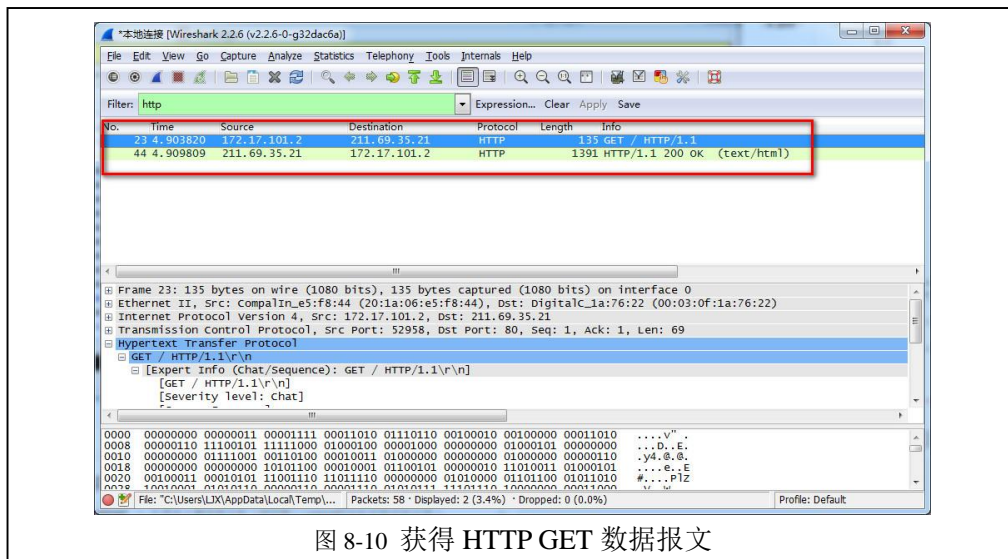 *本地连接 [Wireshark 2.2.6 (v2.2.6-0-g32dac6a)]
File Edit View Go Capture Analyze Statistics Telephony Tools Internals Help
Filter: http Expression... Clear Apply Save
No. Time Source Destination Protocol Length Info
23 4.903820 172.17.101.2 211.69.35.21 HTTP 135 GET / HTTP/1.1
44 4.909809 211.69.35.21 172.17.101.2 HTTP 1391 HTTP/1.1 200 OK (text/html)
Frame 23: 135 bytes on wire (1080 bits), 135 bytes captured (1080 bits) on interface 0
Ethernet II, Src: CompalIn_e5:f8:44 (20:1a:06:e5:f8:44), Dst: DigitalC_1a:76:22 (00:03:0f:1a:76:22)
Internet Protocol Version 4, Src: 172.17.101.2, Dst: 211.69.35.21
Transmission Control Protocol, Src Port: 52958, Dst Port: 80, Seq: 1, Ack: 1, Len: 69
Hypertext Transfer Protocol
GET / HTTP/1.1\r\n
[Expert Info (Chat/Sequence): GET / HTTP/1.1\r\n]
[GET / HTTP/1.1\r\n]
[Severity level: Chat]
0000 00000000 00000011 00001111 00011010 01110110 00100010 00100000 00011010 ....v" .
0008 00000110 11100101 11111000 01000100 00001000 00000000 01000101 00000000 ...D..E.
0010 00000000 01111001 00110100 00010011 01000000 00000000 01000000 00000110 .y4.@.@.
0018 00000000 00000000 10101100 00010001 01100101 00000010 11010011 01000101 ....e..E
0020 00100011 00010101 11001110 11011110 00000000 01010000 01101100 01011010 #....PlZ
File: "C:\Users\LJX\AppData\Local\Temp\... Packets: 58 · Displayed: 2 (3.4%) · Dropped: 0 (0.0%) Profile: Default
图 8-10 获得 HTTP GET 数据报文